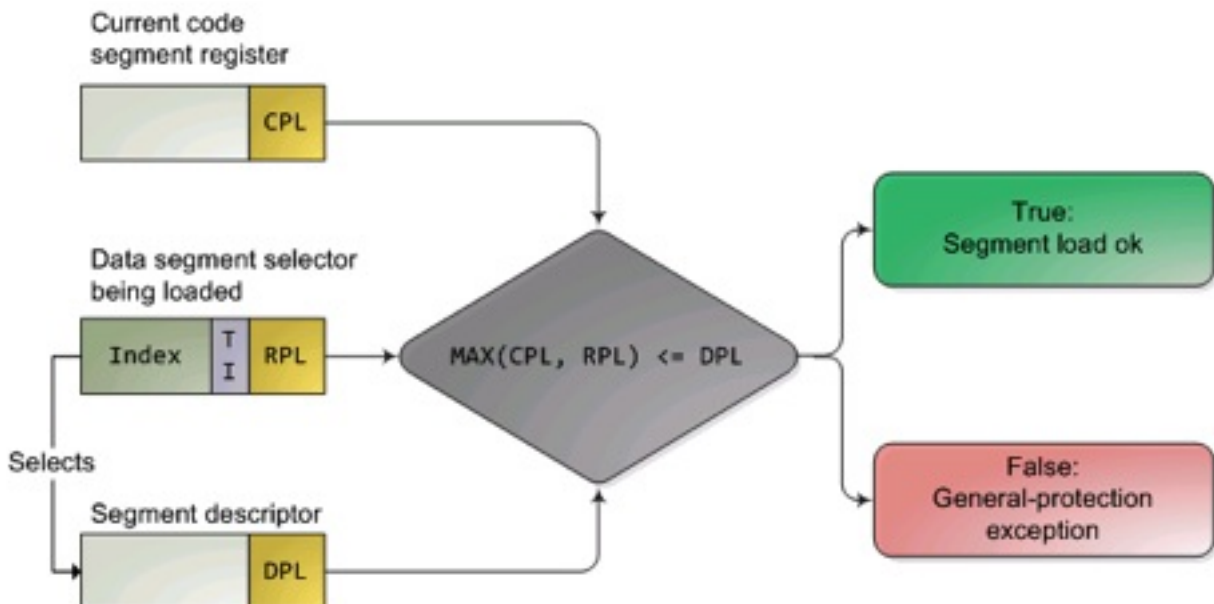 Current code
segment register
CPL
Data segment selector
being loaded
Index
T
I
RPL
MAX(CPL, RPL) <= DPL
True:
Segment load ok
Selects
False:
General-protection
exception
Segment descriptor
DPL